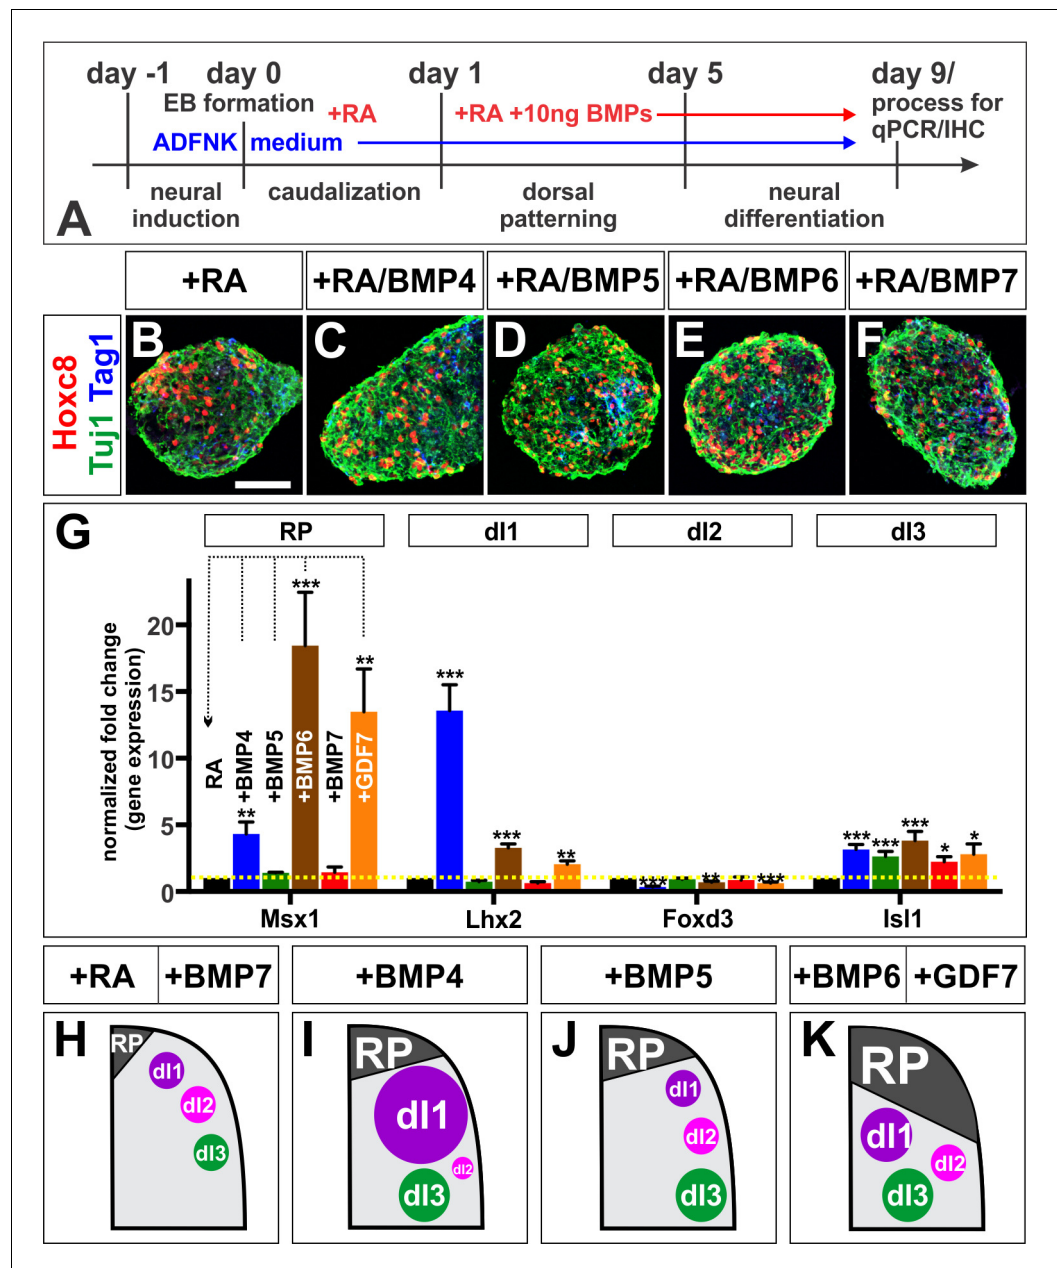 day -1 day 0 day 1 day 5 day 9/
EB formation
+RA
+RA +10ng BMPs
process for
qPCR/IHC
ADFNK medium
neural
induction
caudalization
dorsal
patterning
neural
differentiation
A
+RA +RA/BMP4 +RA/BMP5 +RA/BMP6 +RA/BMP7
Hoxc8
Tuj1 Tag1
B C D E F
G
RP dI1 dI2 dI3
normalized fold change
(gene expression)
20
15
10
5
0
RA
+BMP4
+BMP5
+BMP6
+BMP7
+GDF7
** *** **
*** *** **
*** ** ***
*** *** *** * *
Msx1 Lhx2 Foxd3 Isl1
+RA +BMP7 +BMP4 +BMP5 +BMP6 +GDF7
H
RP
dI1
dI2
dI3
I
RP
dI1
dI2
dI3
J
RP
dI1
dI2
dI3
K
RP
dI1
dI2
dI3